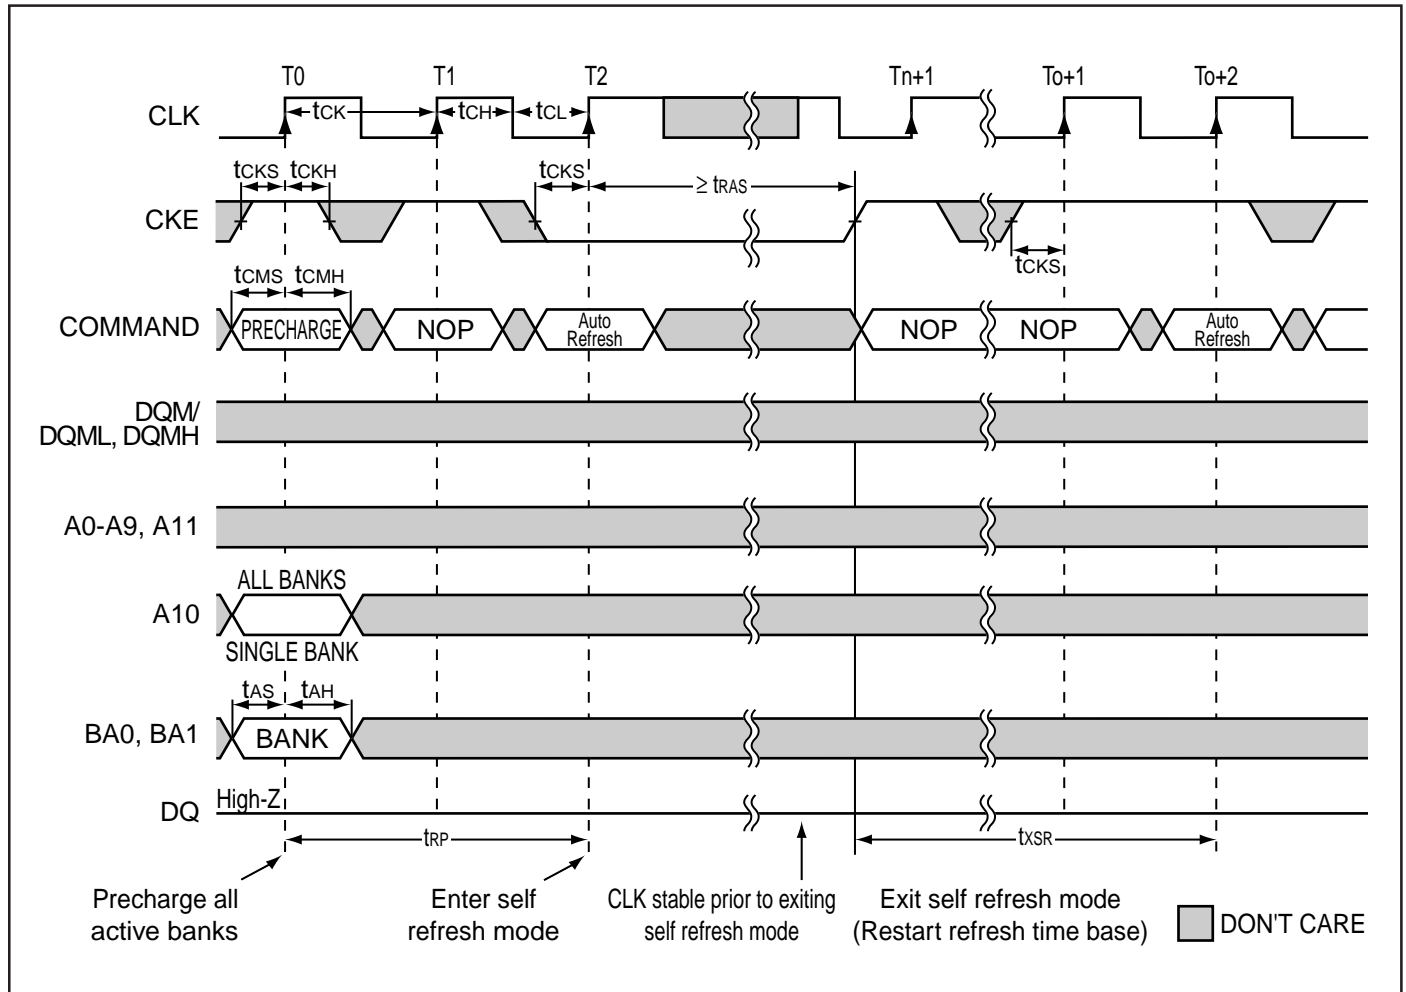 T0 T1 T2 Tn+1 To+1 To+2
CLK
tCK tCH tCL
tCKS tCKH tCKS ≥ tRAS
CKE
tCKS
tCMS tCMH
COMMAND PRECHARGE NOP Auto Refresh NOP NOP Auto Refresh
DQM/
DQML, DQMH
A0-A9, A11
ALL BANKS
A10
SINGLE BANK
tAS tAH
BA0, BA1 BANK
High-Z
DQ
tRP tXSR
Precharge all
active banks
Enter self
refresh mode
CLK stable prior to exiting
self refresh mode
Exit self refresh mode
(Restart refresh time base)
DON'T CARE